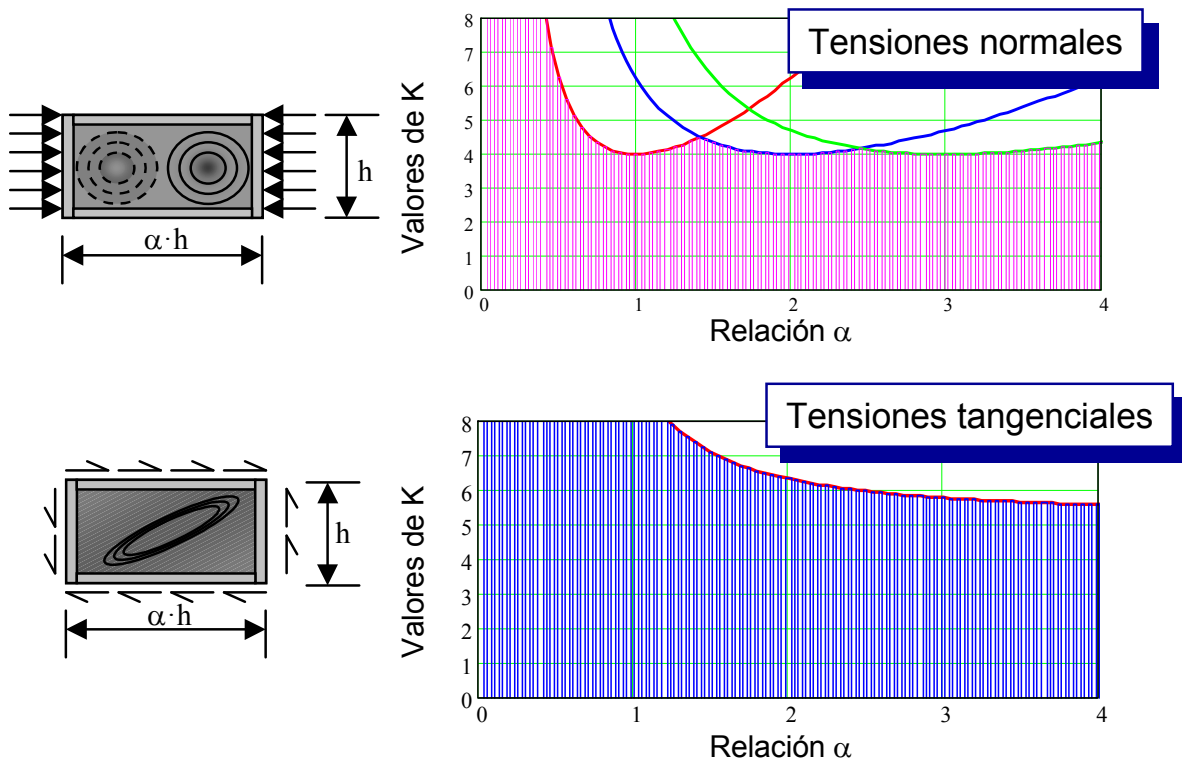 Tensiones normales
Valores de K
8
7
6
5
4
3
2
1
0
0 1 2 3 4
Relación α
h
α·h
Tensiones tangenciales
Valores de K
8
7
6
5
4
3
2
1
0
0 1 2 3 4
Relación α
h
α·h